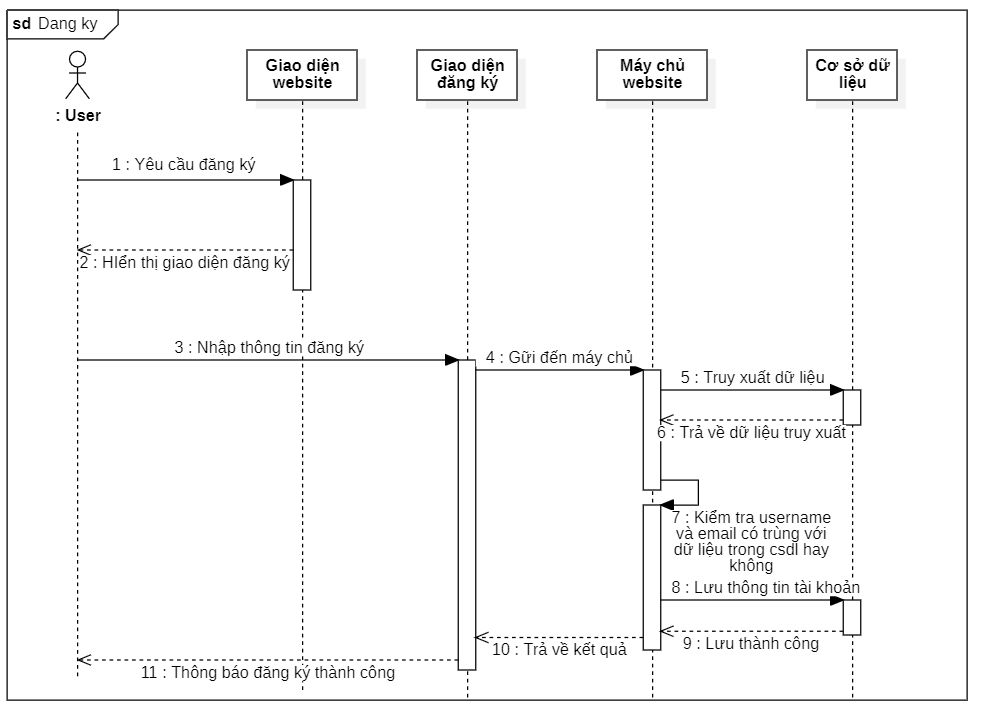 sd Dang ky
Giao diện
website
Giao diện
đăng ký
Máy chủ
website
Cơ sở dữ
liệu
: User
1 : Yêu cầu đăng ký
2 : HIển thị giao diện đăng ký
3 : Nhập thông tin đăng ký
4 : Gữi đến máy chủ
5 : Truy xuất dữ liệu
6 : Trả về dữ liệu truy xuất
7 : Kiểm tra username
và email có trùng với
dữ liệu trong csdl hay
không
8 : Lưu thông tin tài khoản
9 : Lưu thành công
10 : Trả về kết quả
11 : Thông báo đăng ký thành công